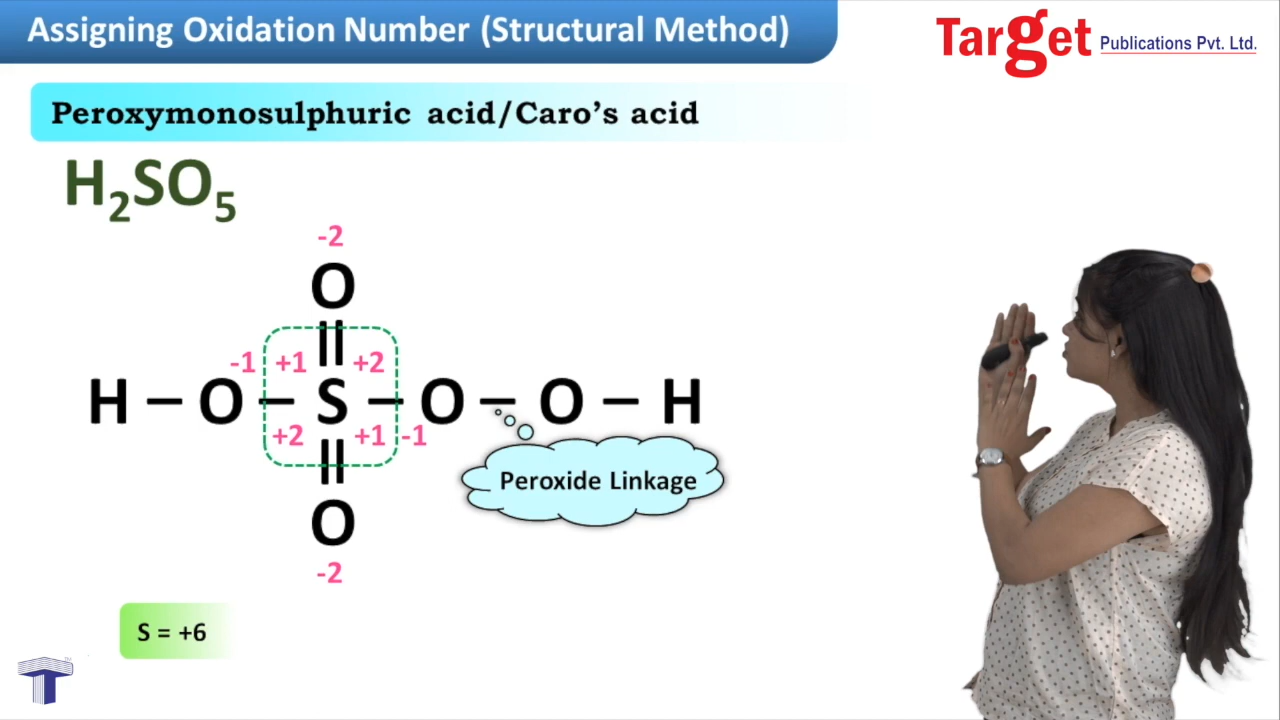 Assigning Oxidation Number (Structural Method)
Target Publications Pvt. Ltd.
Peroxymonosulphuric acid/Caro's acid
H₂SO₅
-2
O
-1 +1 +2
H – O – S – O – O – H
+2 +1 -1
Peroxide Linkage
O
-2
S = +6
T